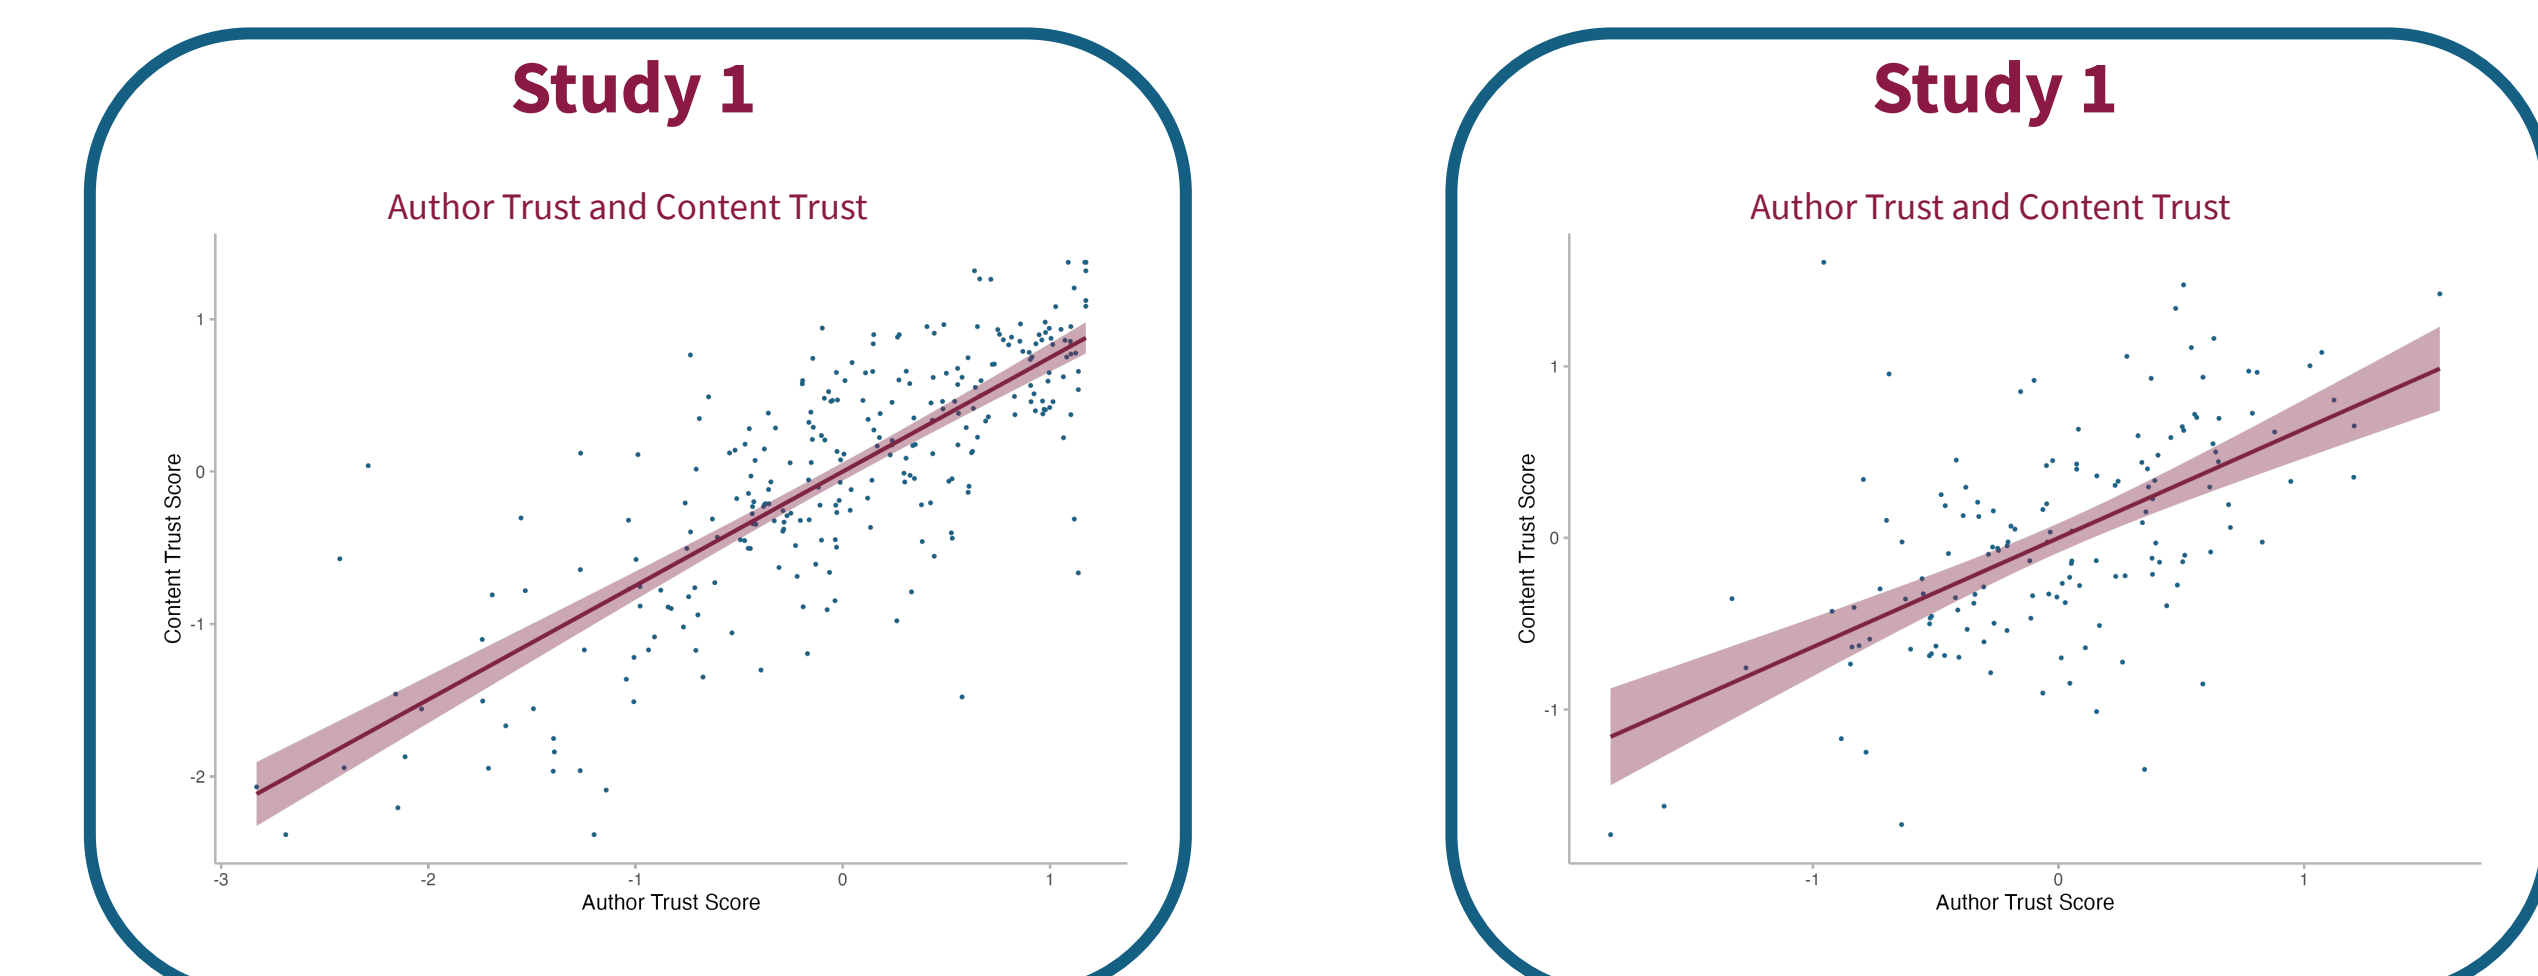 Study 1
Author Trust and Content Trust
Content Trust Score
1
0
-1
-2
-3 -2 -1 0 1
Author Trust Score
Study 1
Author Trust and Content Trust
Content Trust Score
1
0
-1
-1 0 1
Author Trust Score